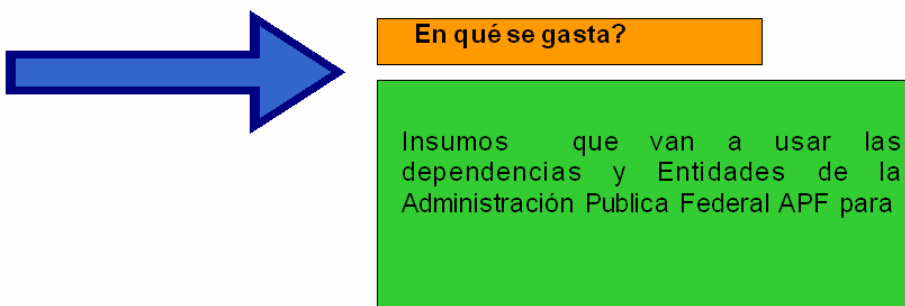 En qué se gasta?
Insumos que van a usar las
dependencias y Entidades de la
Administración Publica Federal APF para